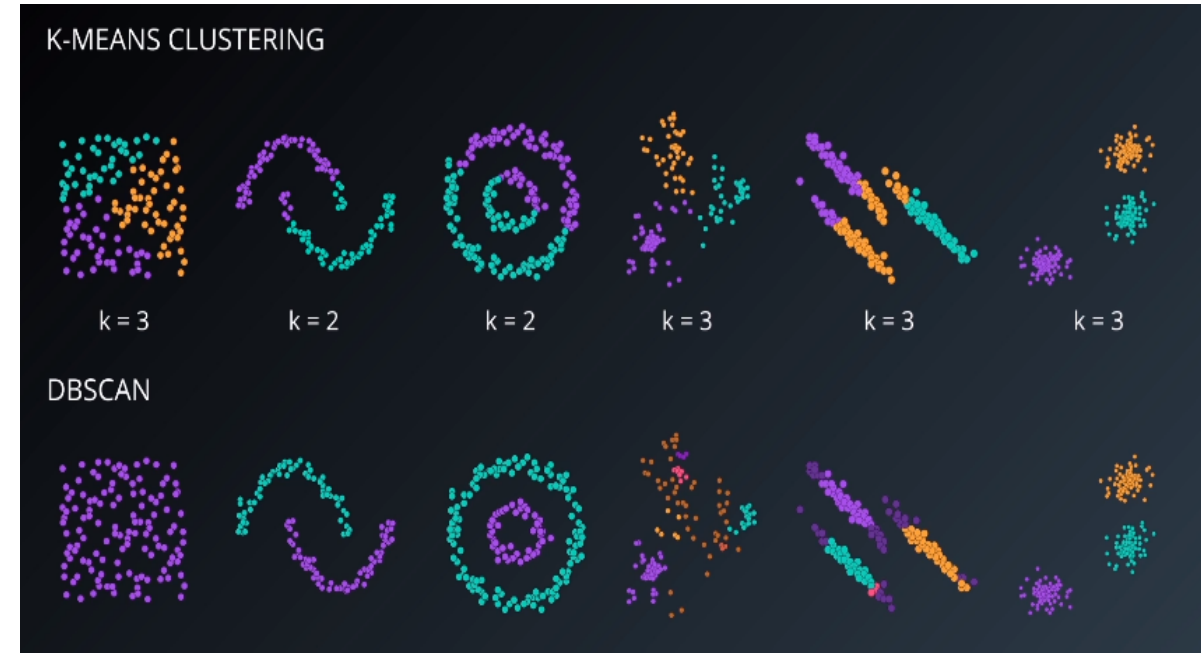 K-MEANS CLUSTERING
k = 3
k = 2
k = 2
k = 3
k = 3
k = 3
DBSCAN